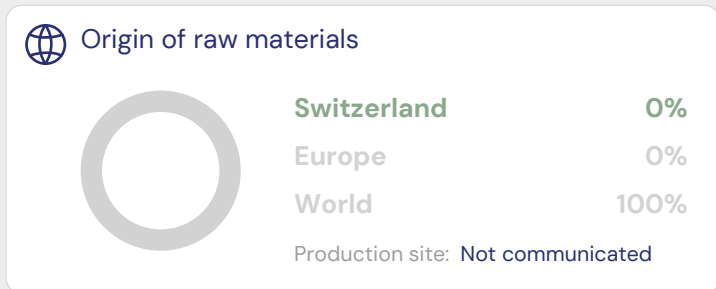 Origin of raw materials
Switzerland 0%
Europe 0%
World 100%
Production site: Not communicated